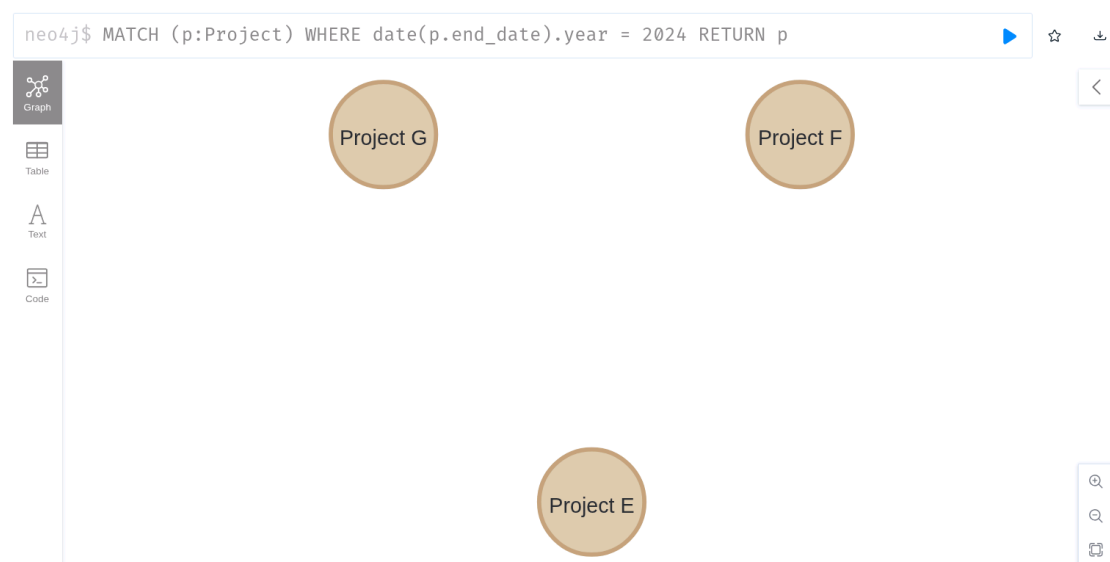 neo4j$ MATCH (p:Project) WHERE date(p.end_date).year = 2024 RETURN p
Graph
Table
Text
Code
Project G
Project F
Project E